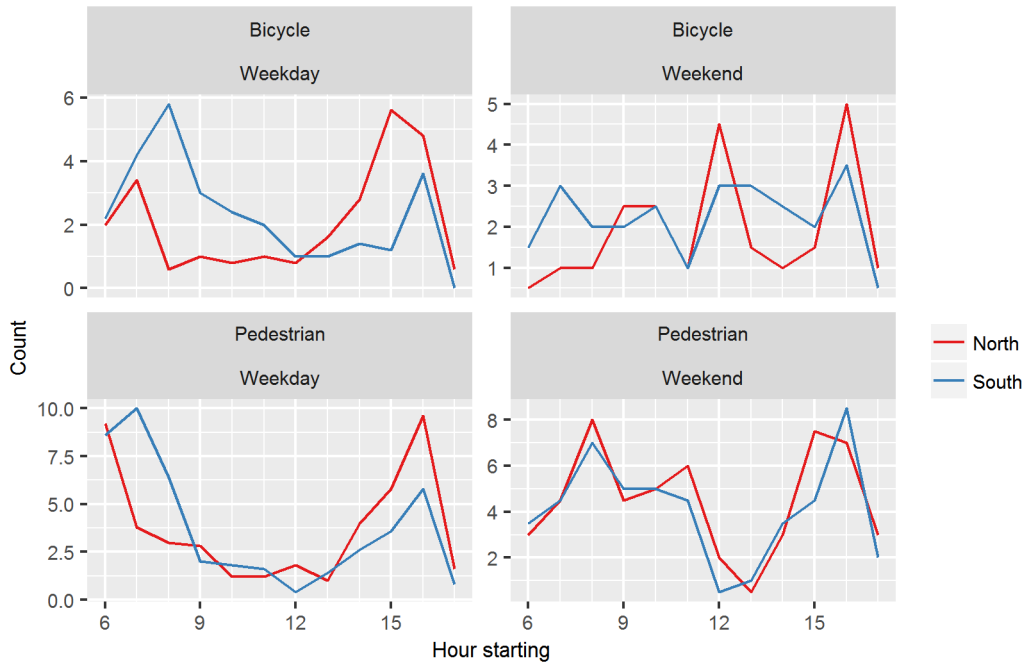 Bicycle
Weekday
Bicycle
Weekend
6
4
2
0
5
4
3
2
1
Pedestrian
Weekday
Pedestrian
Weekend
10.0
7.5
5.0
2.5
0.0
8
6
4
2
6 9 12 15
6 9 12 15
Hour starting
Count
North
South